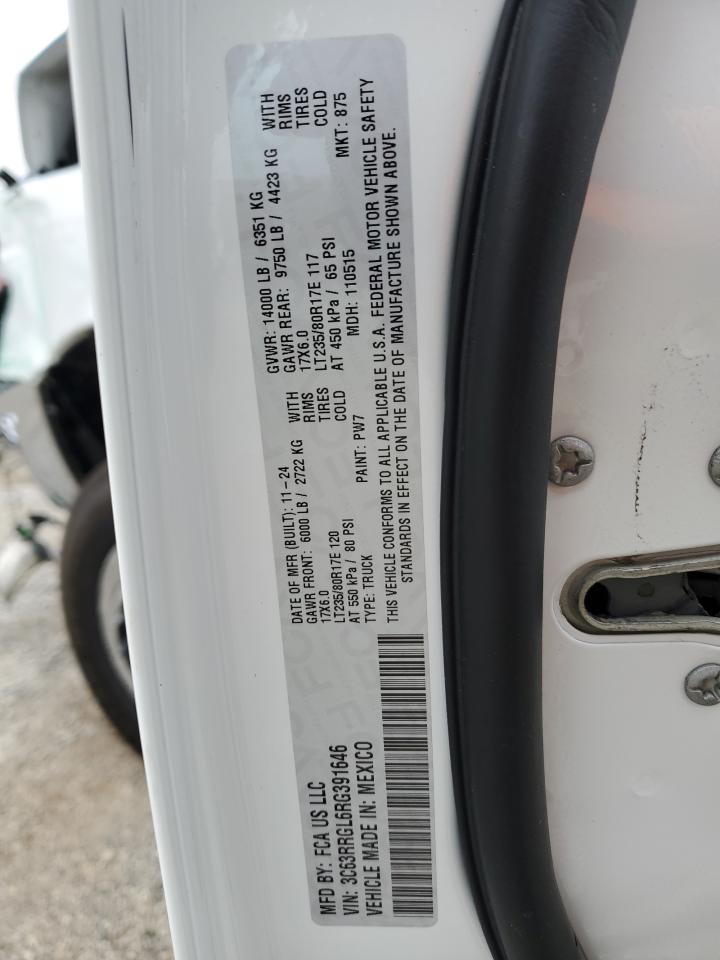 MFD BY: FCA US LLC
VIN: 3C63RRGL6RG391646
VEHICLE MADE IN: MEXICO
DATE OF MFR (BUILT): 11-24
GVWR: 14000 LB / 6351 KG
GAWR FRONT: 6000 LB / 2722 KG WITH
GAWR REAR: 9750 LB / 4423 KG WITH
17X6.0 RIMS
17X6.0 RIMS
LT235/80R17E 120 TIRES
LT235/80R17E 117 TIRES
AT 550 kPa / 80 PSI COLD
AT 450 kPa / 65 PSI COLD
TYPE: TRUCK PAINT: PW7 MDH: 110515 MKT: 875
THIS VEHICLE CONFORMS TO ALL APPLICABLE U.S.A. FEDERAL MOTOR VEHICLE SAFETY
STANDARDS IN EFFECT ON THE DATE OF MANUFACTURE SHOWN ABOVE.